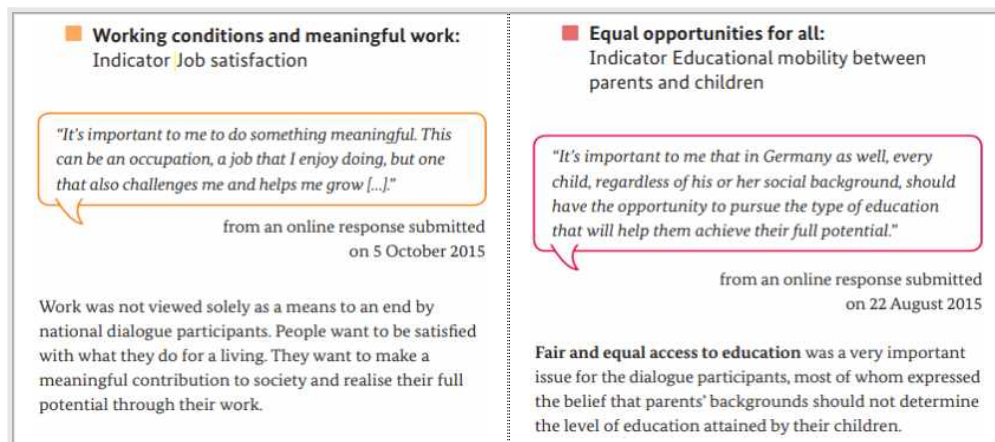 Working conditions and meaningful work:
Indicator Job satisfaction
“It’s important to me to do something meaningful. This
can be an occupation, a job that I enjoy doing, but one
that also challenges me and helps me grow [...].”
from an online response submitted
on 5 October 2015
Work was not viewed solely as a means to an end by
national dialogue participants. People want to be satisfied
with what they do for a living. They want to make a
meaningful contribution to society and realise their full
potential through their work.
Equal opportunities for all:
Indicator Educational mobility between
parents and children
“It’s important to me that in Germany as well, every
child, regardless of his or her social background, should
have the opportunity to pursue the type of education
that will help them achieve their full potential.”
from an online response submitted
on 22 August 2015
Fair and equal access to education was a very important
issue for the dialogue participants, most of whom expressed
the belief that parents’ backgrounds should not determine
the level of education attained by their children.